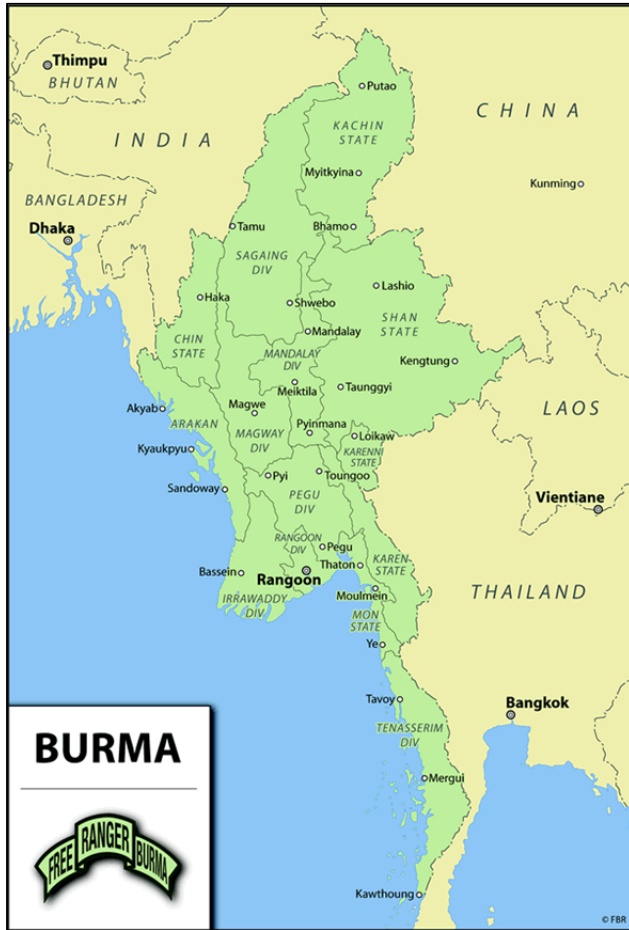 Thimpu
BHUTAN
INDIA
CHINA
BANGLADESH
Dhaka
Kunming
Putao
KACHIN
STATE
Myitkyina
Tamu
Bhamo
SAGAING
DIV
Haka
Shwebo
Lashio
SHAN
STATE
CHIN
STATE
Mandalay
MANDALAY
DIV
Kengtung
Meiktila
Taunggyi
Akyab
Magwe
ARAKAN
MAGWAY
DIV
Pyinmana
Loikaw
KARENNI
STATE
LAOS
Kyaukpyu
Sandoway
Pyi
Toungoo
PEGU
DIV
Vientiane
RANGOON
DIV
Pegu
Thaton
KAREN
STATE
Bassein
Rangoon
IRRAWADDY
DIV
Moulmein
MON
STATE
THAILAND
Ye
Tavoy
TENASSERIM
DIV
Bangkok
Mergui
Kawthoung
BURMA
FREE RANGER BURMA
© FBR